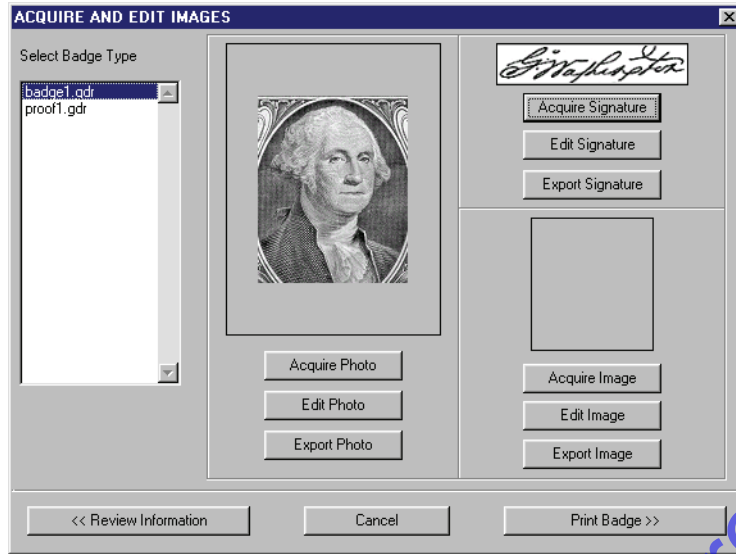 ACQUIRE AND EDIT IMAGES
Select Badge Type
badge1.gdr
proof1.gdr
Acquire Photo
Edit Photo
Export Photo
G. Washington
Acquire Signature
Edit Signature
Export Signature
Acquire Image
Edit Image
Export Image
<< Review Information
Cancel
Print Badge >>